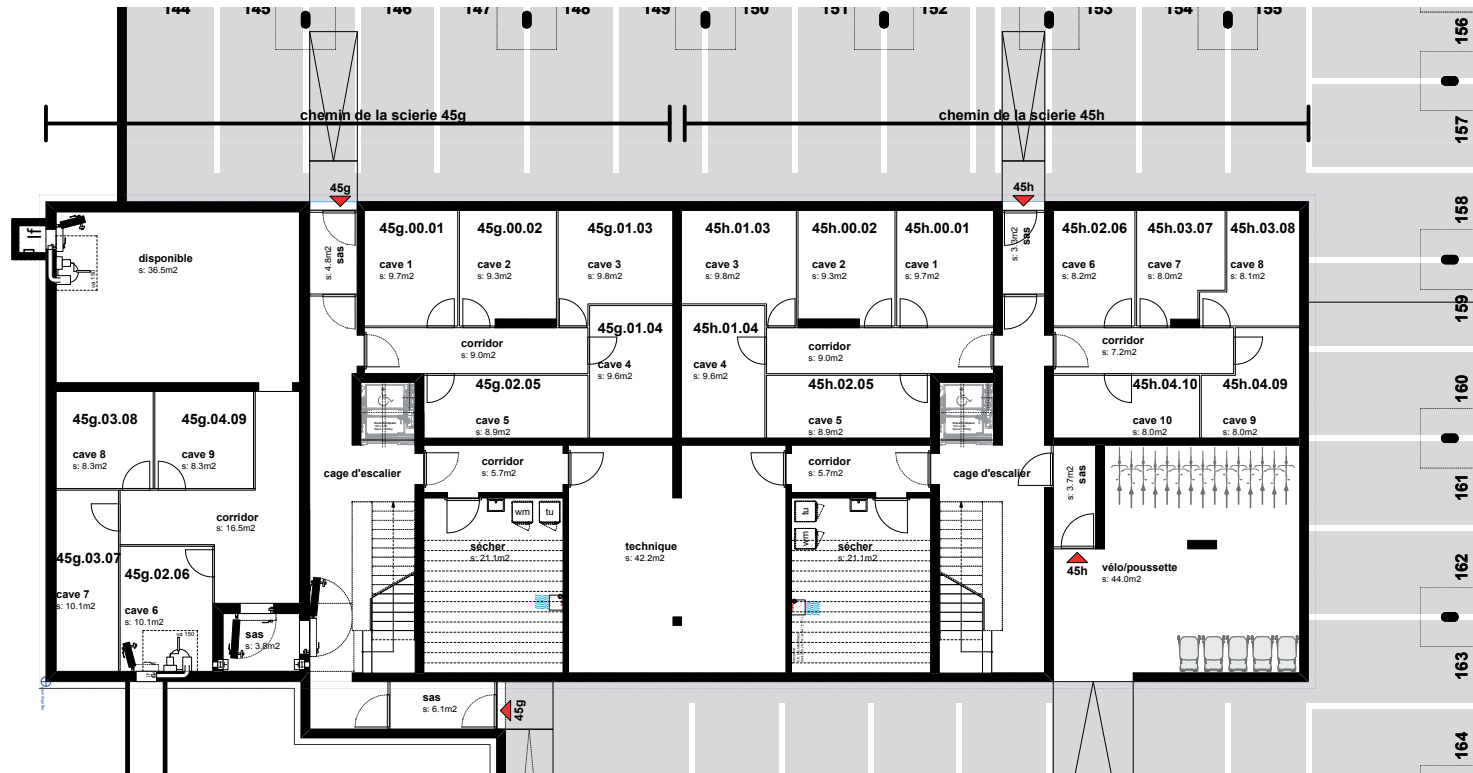 144
145
146
147
148
149
150
151
152
153
154
155
156
157
158
159
160
161
162
163
164
chemin de la scierie 45g
chemin de la scierie 45h
45g
45h
lf
disponible
s: 36.5m2
va 150
sas
s: 4.8m2
45g.00.01
cave 1
s: 9.7m2
45g.00.02
cave 2
s: 9.3m2
45g.01.03
cave 3
s: 9.8m2
45h.01.03
cave 3
s: 9.8m2
45h.00.02
cave 2
s: 9.3m2
45h.00.01
cave 1
s: 9.7m2
sas
s: 3.3m2
45h.02.06
cave 6
s: 8.2m2
45h.03.07
cave 7
s: 8.0m2
45h.03.08
cave 8
s: 8.1m2
corridor
s: 9.0m2
45g.01.04
cave 4
s: 9.6m2
45h.01.04
cave 4
s: 9.6m2
corridor
s: 9.0m2
corridor
s: 7.2m2
45g.02.05
cave 5
s: 8.9m2
45h.02.05
cave 5
s: 8.9m2
45h.04.10
cave 10
s: 8.0m2
45h.04.09
cave 9
s: 8.0m2
45g.03.08
cave 8
s: 8.3m2
45g.04.09
cave 9
s: 8.3m2
cage d'escalier
corridor
s: 5.7m2
corridor
s: 5.7m2
cage d'escalier
sas
s: 3.7m2
corridor
s: 16.5m2
wm
tu
tu
wm
sécher
s: 21.1m2
technique
s: 42.2m2
sécher
s: 21.1m2
45h
vélo/poussette
s: 44.0m2
45g.03.07
cave 7
s: 10.1m2
45g.02.06
cave 6
s: 10.1m2
va 150
sas
s: 3.8m2
sas
s: 6.1m2
45g